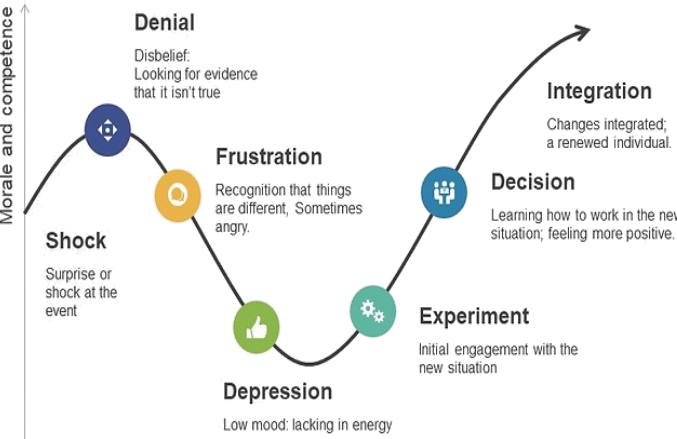 Morale and competence
Denial
Disbelief:
Looking for evidence
that it isn't true
Integration
Changes integrated;
a renewed individual.
Frustration
Recognition that things
are different, Sometimes
angry.
Decision
Learning how to work in the new
situation; feeling more positive.
Shock
Surprise or
shock at the
event
Experiment
Initial engagement with the
new situation
Depression
Low mood: lacking in energy